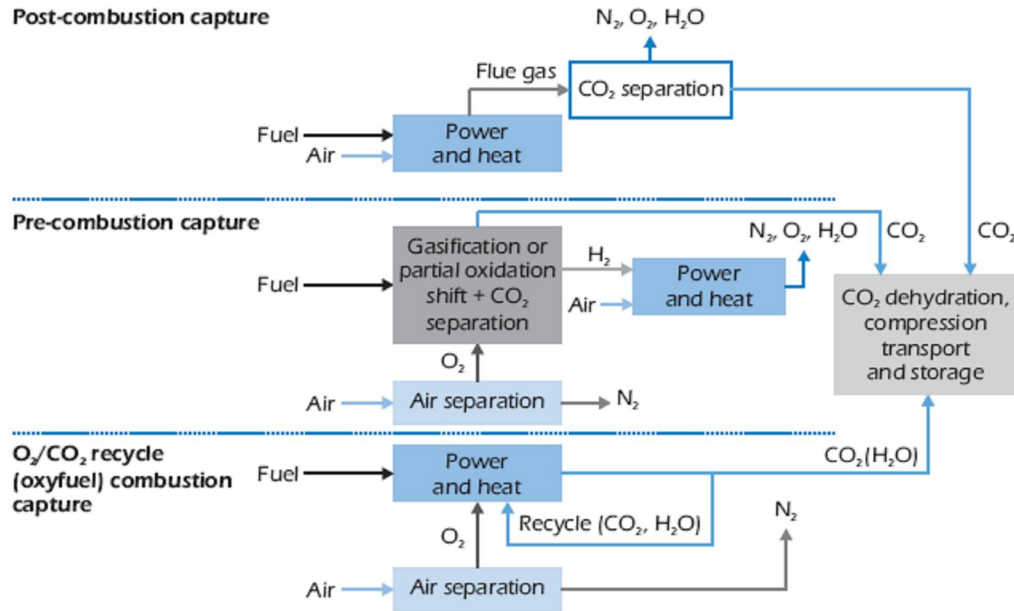 Post-combustion capture
N₂, O₂, H₂O
Flue gas
CO₂ separation
Fuel
Air
Power
and heat
CO₂
Pre-combustion capture
Fuel
Gasification or
partial oxidation
shift + CO₂
separation
H₂
Air
Power
and heat
N₂, O₂, H₂O
CO₂
O₂
Air
Air separation
N₂
CO₂ dehydration,
compression
transport
and storage
O₂/CO₂ recycle
(oxyfuel) combustion
capture
Fuel
Power
and heat
CO₂(H₂O)
Recycle (CO₂, H₂O)
O₂
N₂
Air
Air separation